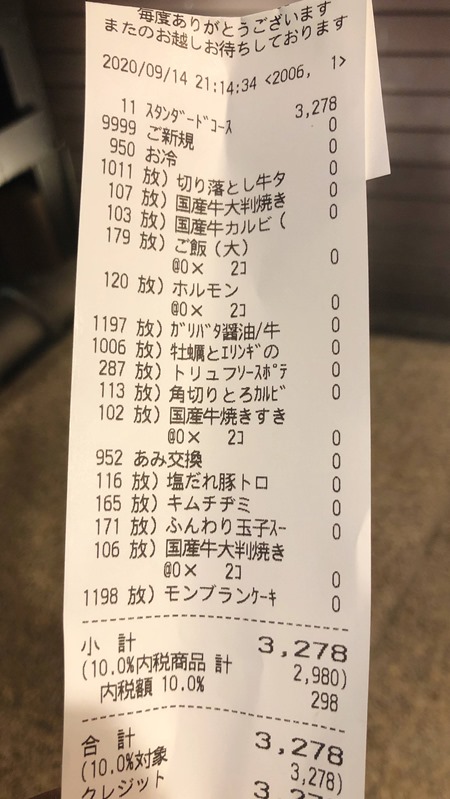 毎度ありがとうございます
またのお越しお待ちしております
2020/09/14 21:14:34 <2006, 1>
11 ｽﾀﾝﾀﾞｰﾄﾞｺｰｽ 3,278
9999 ご新規 0
950 お冷 0
1011 放）切り落とし牛タ 0
107 放）国産牛大判焼き 0
103 放）国産牛カルビ（ 0
179 放）ご飯（大）
@0× 2ｺ 0
120 放）ホルモン
@0× 2ｺ 0
1197 放）ｶﾞﾘﾊﾞﾀ醤油/牛 0
1006 放）牡蠣とｴﾘﾝｷﾞの 0
287 放）トリュフソースポテ 0
113 放）角切りとろｶﾙﾋﾞ 0
102 放）国産牛焼きすき
@0× 2ｺ 0
952 あみ交換 0
116 放）塩だれ豚トロ 0
165 放）キムチヂミ 0
171 放）ふんわり玉子ｽｰ 0
106 放）国産牛大判焼き
@0× 2ｺ 0
1198 放）モンブランｹｰｷ 0
小 計 3,278
(10.0%内税商品 計 2,980)
内税額 10.0% 298
合 計 3,278
(10.0%対象 3,278)
クレジット